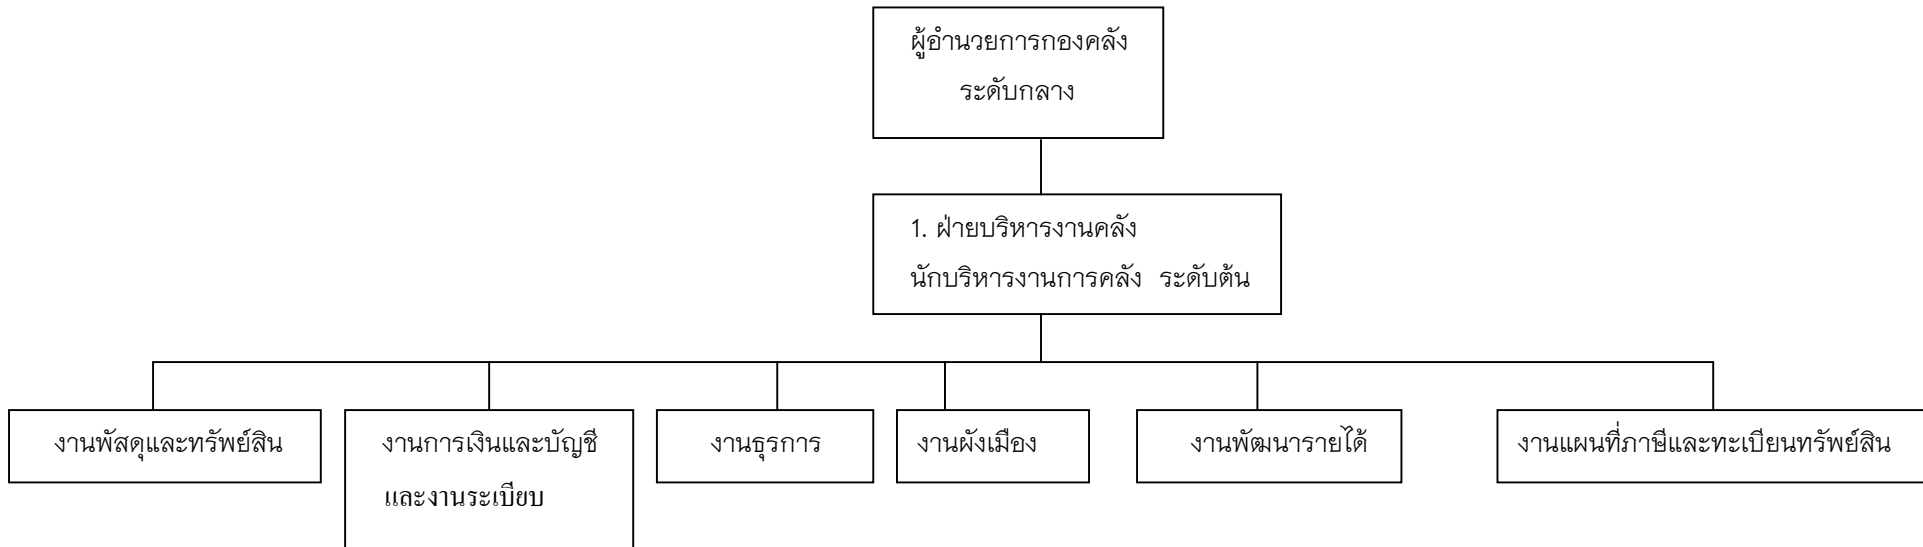 ผู้อำนวยการกองคลัง
ระดับกลาง
1. ฝ่ายบริหารงานคลัง
นักบริหารงานการคลัง ระดับต้น
งานพัสดุและทรัพย์สิน
งานการเงินและบัญชี
และงานระเบียบ
งานธุรการ
งานผังเมือง
งานพัฒนารายได้
งานแผนที่ภาษีและทะเบียนทรัพย์สิน